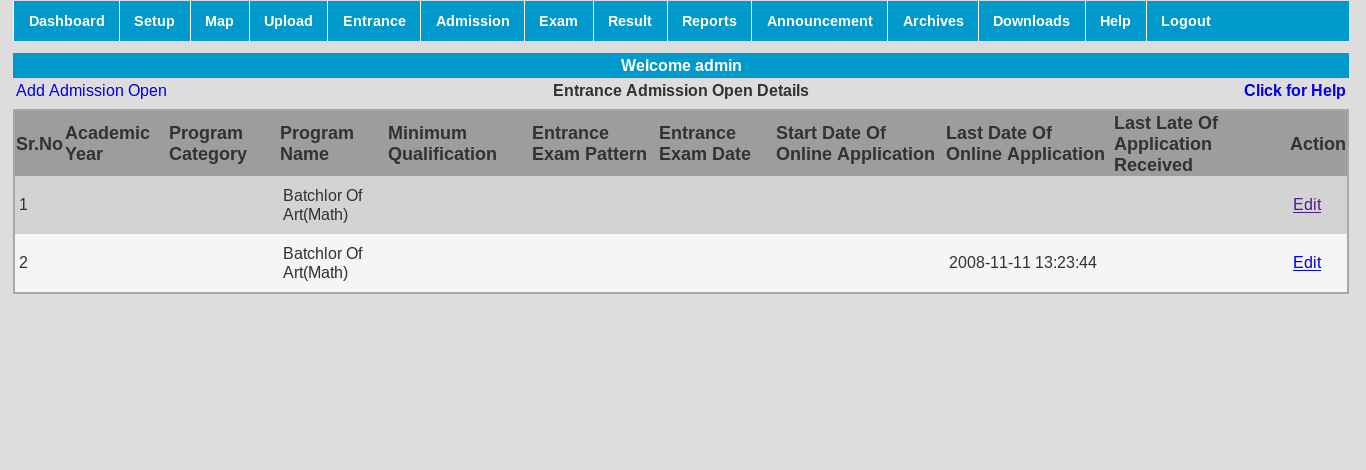 Dashboard Setup Map Upload Entrance Admission Exam Result Reports Announcement Archives Downloads Help Logout
Welcome admin
Add Admission Open Entrance Admission Open Details Click for Help
Sr.No Academic Year Program Category Program Name Minimum Qualification Entrance Exam Pattern Entrance Exam Date Start Date Of Online Application Last Date Of Online Application Last Late Of Application Received Action
1 Batchlor Of Art(Math) Edit
2 Batchlor Of Art(Math) 2008-11-11 13:23:44 Edit